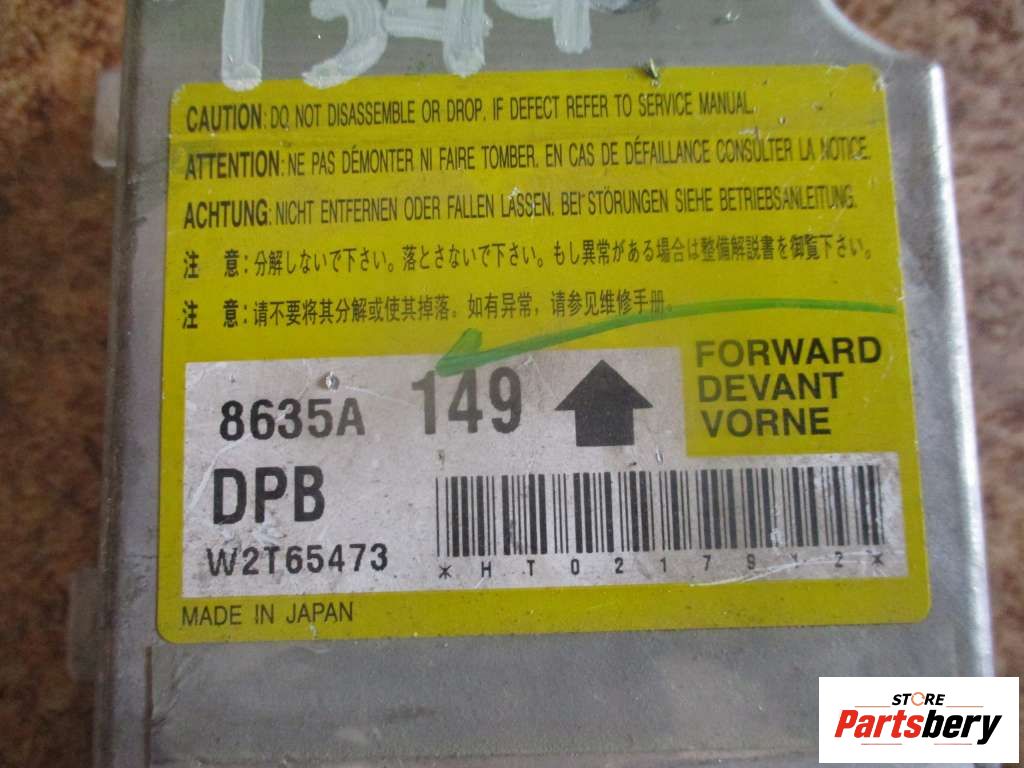 CAUTION: DO NOT DISASSEMBLE OR DROP. IF DEFECT REFER TO SERVICE MANUAL.
ATTENTION: NE PAS DÉMONTER NI FAIRE TOMBER. EN CAS DE DÉFAILLANCE CONSULTER LA NOTICE.
ACHTUNG: NICHT ENTFERNEN ODER FALLEN LASSEN. BEI STÖRUNGEN SIEHE BETRIEBSANLEITUNG.
注 意:分解しないで下さい。落とさないで下さい。もし異常がある場合は整備解説書を御覧下さい。
注 意:请不要将其分解或使其掉落。如有异常,请参见维修手册。
8635A 149
FORWARD
DEVANT
VORNE
DPB
W2T65473
*HT0217912*
MADE IN JAPAN
STORE
Partsbery